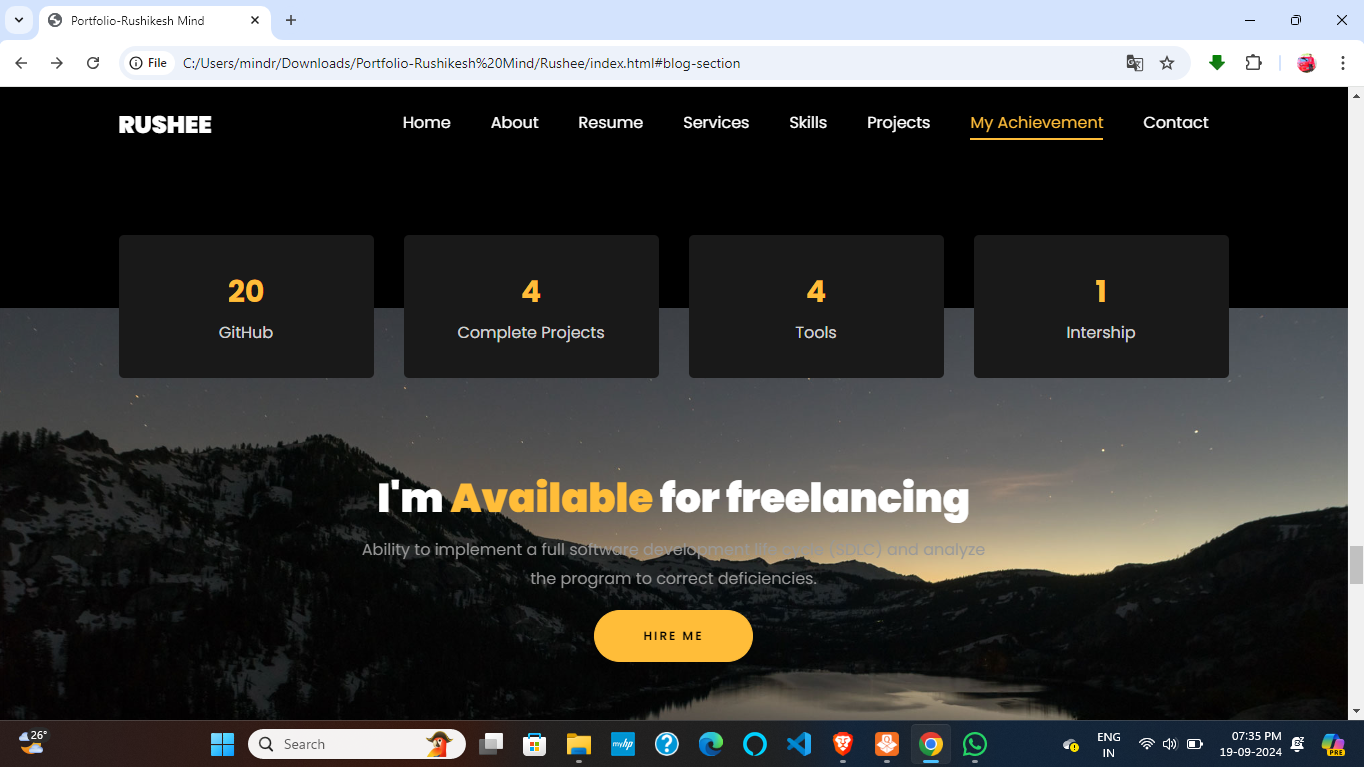 Portfolio-Rushikesh Mind
File
C:/Users/mindr/Downloads/Portfolio-Rushikesh%20Mind/Rushee/index.html#blog-section
RUSHEE
Home About Resume Services Skills Projects My Achievement Contact
20 4 4 1
GitHub Complete Projects Tools Intership
I'm Available for freelancing
Ability to implement a full software development life cycle (SDLC) and analyze
the program to correct deficiencies.
HIRE ME
26°
Search
myhp
ENG
IN
07:35 PM
19-09-2024
PRE